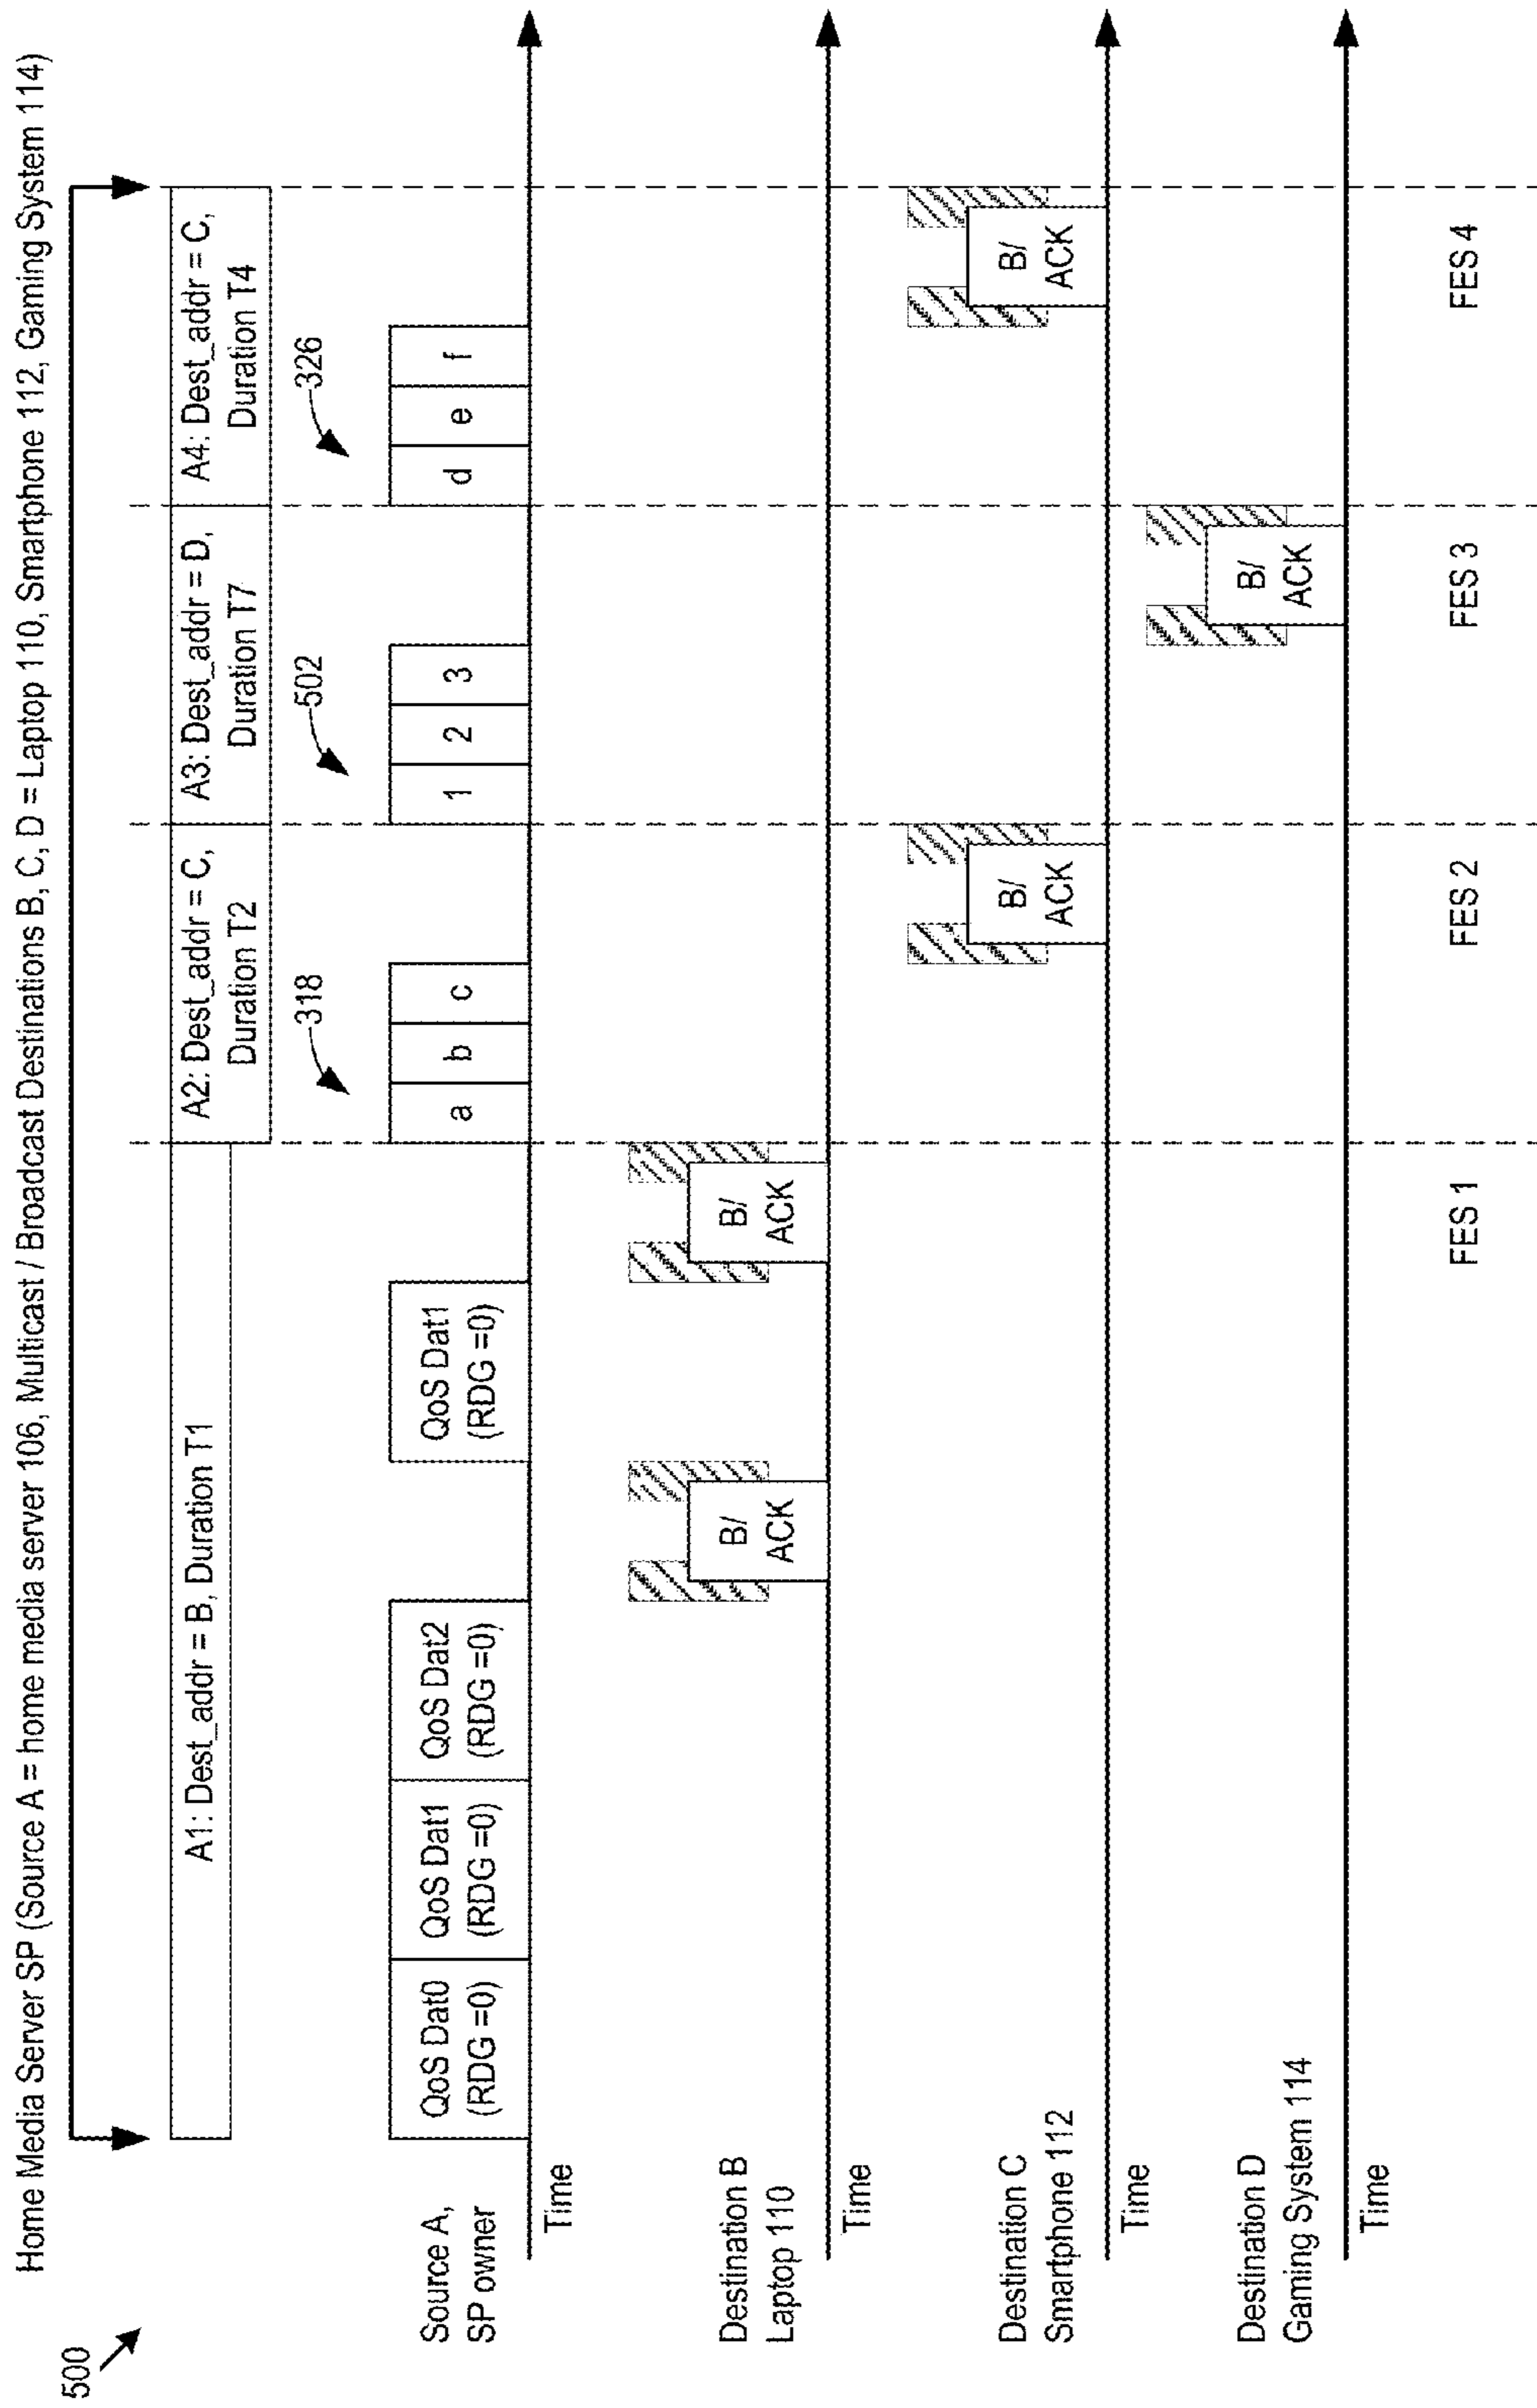 500
Home Media Server SP (Source A = home media server 106, Multicast / Broadcast Destinations B, C, D = Laptop 110, Smartphone 112, Gaming System 114)
A1: Dest_addr = B, Duration T1
A2: Dest_addr = C,
Duration T2
A3: Dest_addr = D,
Duration T7
A4: Dest_addr = C,
Duration T4
318
502
326
Source A,
SP owner
QoS Dat0
(RDG =0)
QoS Dat1
(RDG =0)
QoS Dat2
(RDG =0)
QoS Dat1
(RDG =0)
a
b
c
1
2
3
d
e
f
Time
Destination B
Laptop 110
B/
ACK
B/
ACK
Time
Destination C
Smartphone 112
B/
ACK
B/
ACK
Time
Destination D
Gaming System 114
B/
ACK
Time
FES 1
FES 2
FES 3
FES 4